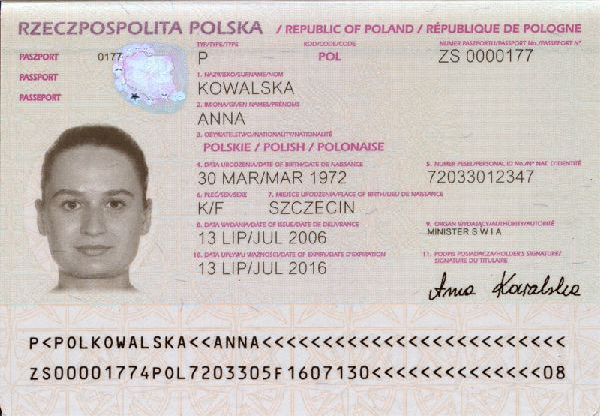 RZECZPOSPOLITA POLSKA / REPUBLIC OF POLAND / RÉPUBLIQUE DE POLOGNE
PASZPORT 0177
PASSPORT
PASSEPORT
TYP/TYPE/TYPE KOD/CODE/CODE NUMER PASZPORTU/PASSPORT No./PASSEPORT Nº
P POL ZS 0000177
1. NAZWISKO/SURNAME/NOM
KOWALSKA
2. IMIONA/GIVEN NAMES/PRÉNOMS
ANNA
3. OBYWATELSTWO/NATIONALITY/NATIONALITÉ
POLSKIE / POLISH / POLONAISE
4. DATA URODZENIA/DATE OF BIRTH/DATE DE NAISSANCE 5. NUMER PESEL/PERSONAL ID No./Nº NAT. D'IDENTITÉ
30 MAR/MAR 1972 72033012347
6. PŁEĆ/SEX/SEXE 7. MIEJSCE URODZENIA/PLACE OF BIRTH/LIEU DE NAISSANCE
K/F SZCZECIN
8. DATA WYDANIA/DATE OF ISSUE/DATE DE DÉLIVRANCE 9. ORGAN WYDAJĄCY/AUTHORITY/AUTORITÉ
13 LIP/JUL 2006 MINISTER S W I A
10. DATA UPŁYWU WAŻNOŚCI/DATE OF EXPIRY/DATE D'EXPIRATION 11. PODPIS POSIADACZA/HOLDER'S SIGNATURE/
SIGNATURE DU TITULAIRE
13 LIP/JUL 2016
Anna Kowalska
P<POLKOWALSKA<<ANNA<<<<<<<<<<<<<<<<<<<<<<<<<
ZS00001774POL7203305F1607130<<<<<<<<<<<<<<08